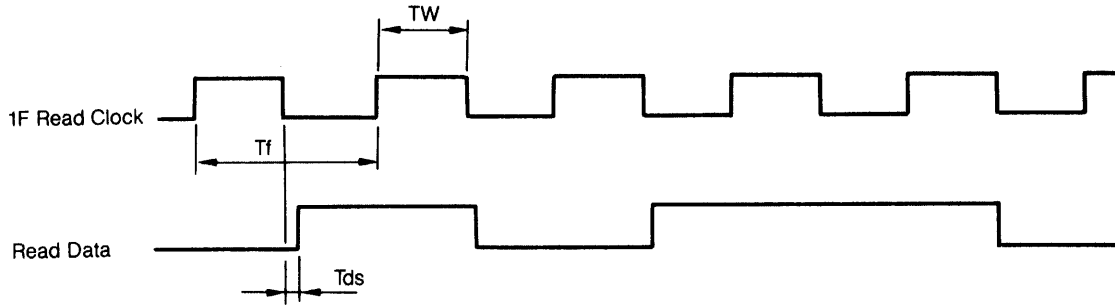 TW
1F Read Clock
Tf
Read Data
Tds